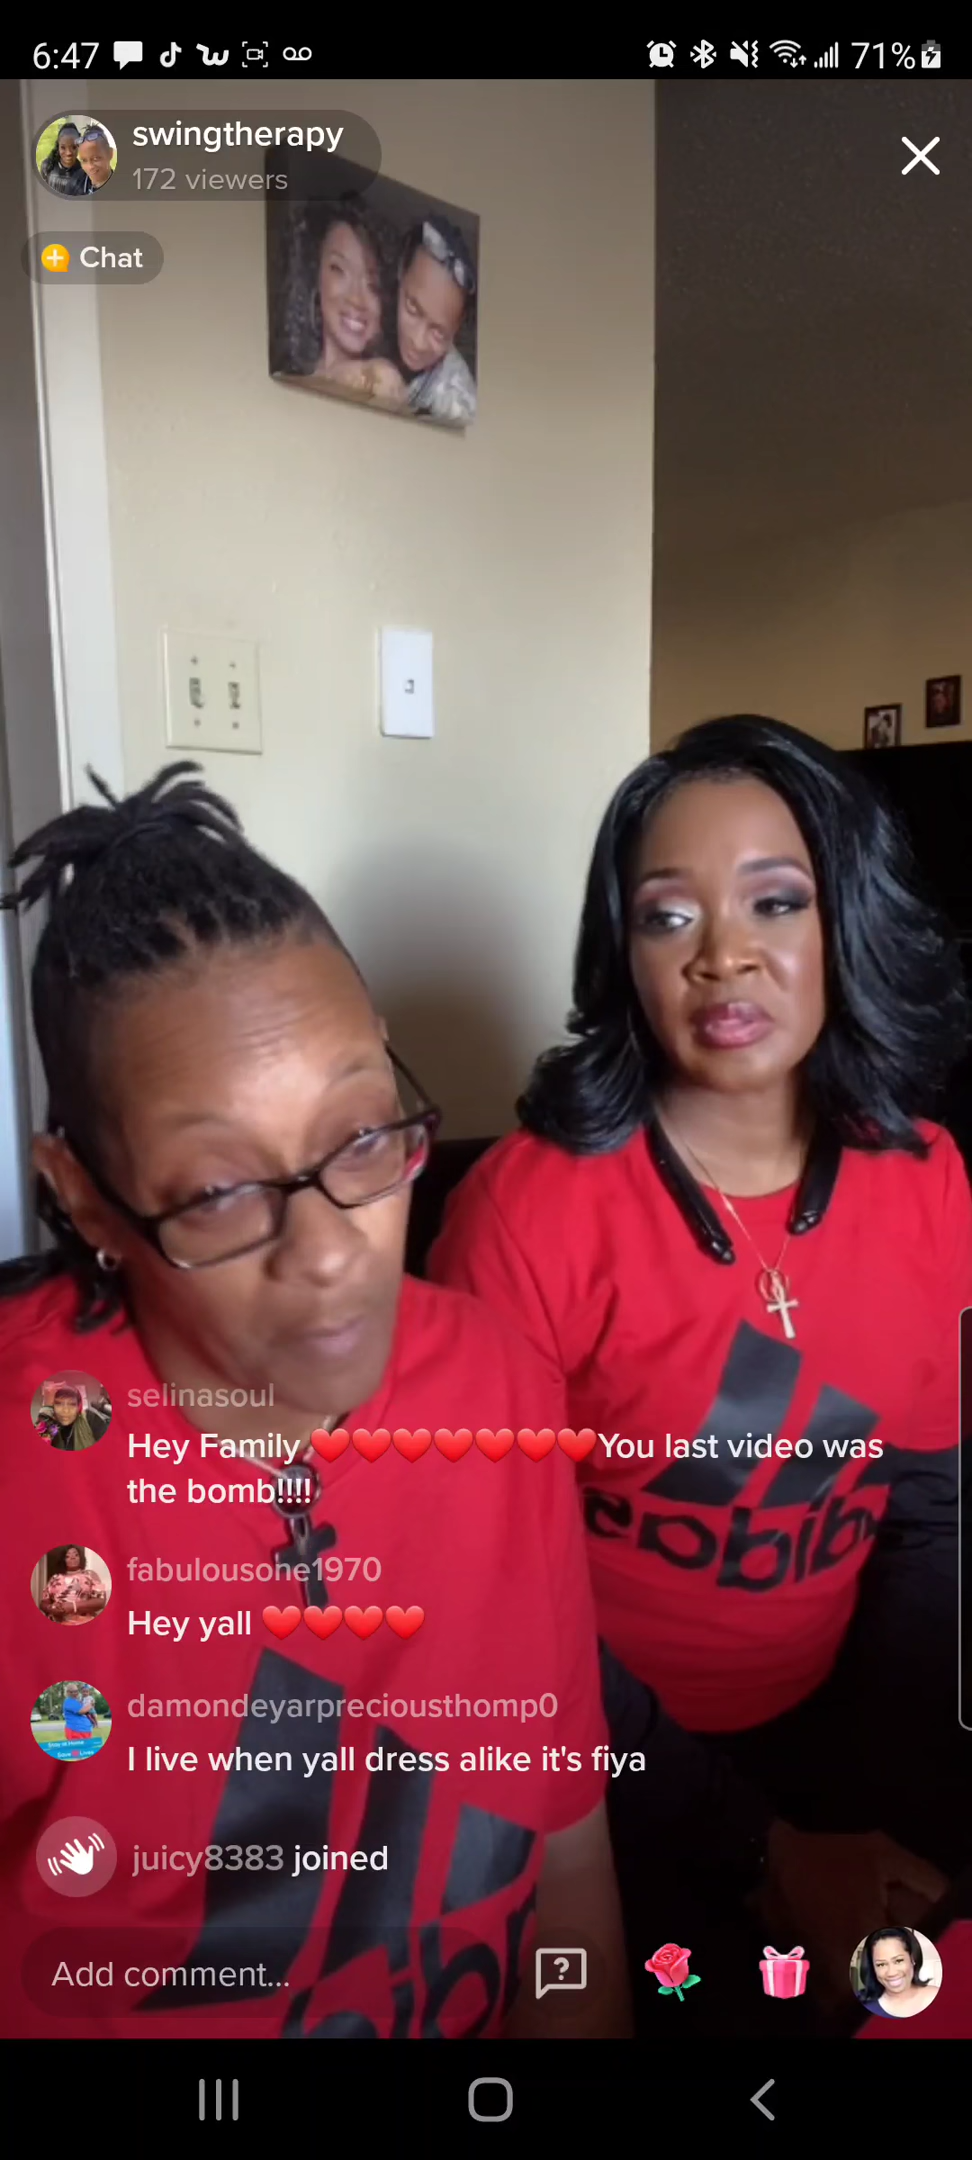 6:47
71%
swingtherapy
172 viewers
Chat
selinasoul
Hey Family ❤️❤️❤️❤️❤️❤️❤️You last video was
the bomb!!!!
adidas
fabulousone1970
Hey yall ❤️❤️❤️❤️
damondeyarpreciousthomp0
I live when yall dress alike it's fiya
juicy8383 joined
Add comment...